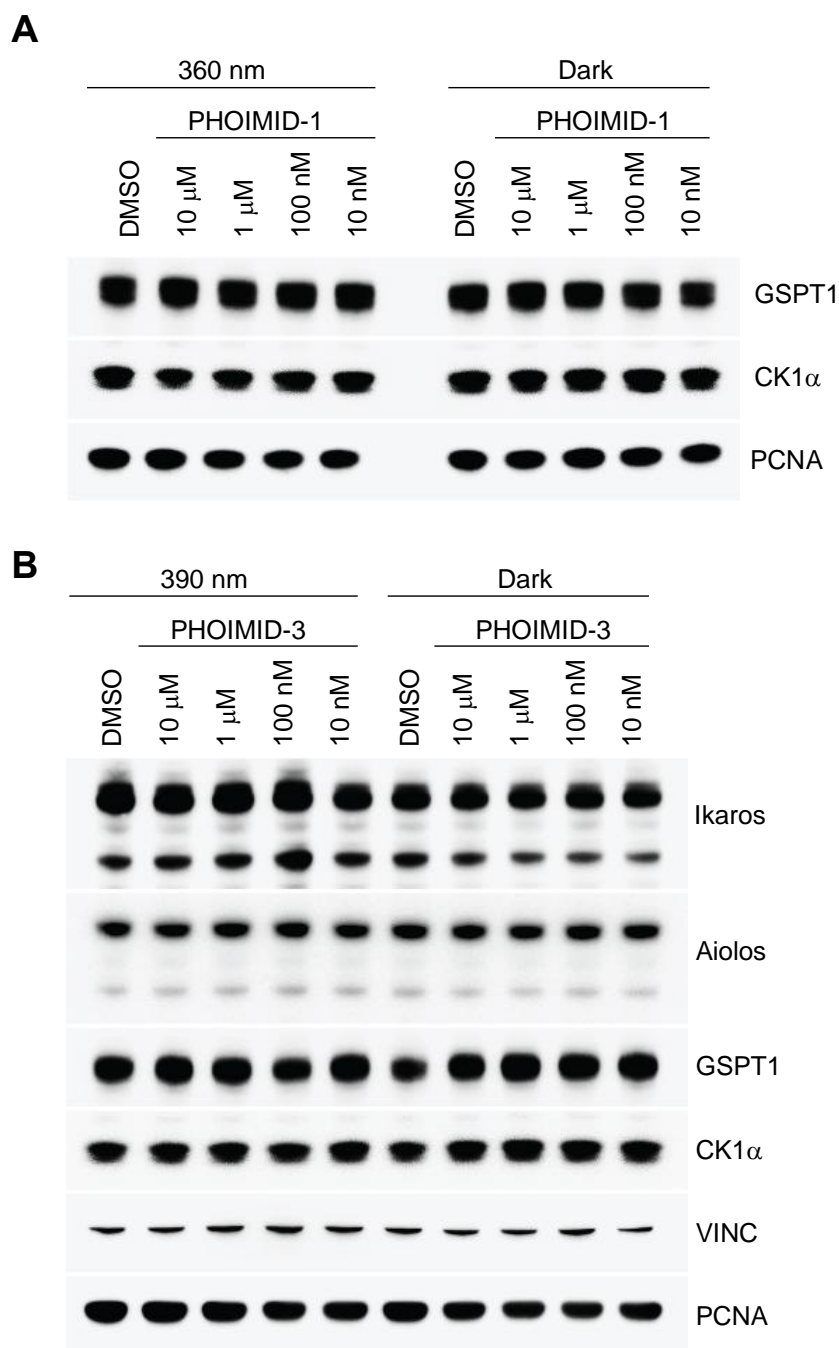 A
360 nm Dark
PHOIMID-1 PHOIMID-1
DMSO 10 μM 1 μM 100 nM 10 nM DMSO 10 μM 1 μM 100 nM 10 nM
GSPT1
CK1α
PCNA
B
390 nm Dark
PHOIMID-3 PHOIMID-3
DMSO 10 μM 1 μM 100 nM 10 nM DMSO 10 μM 1 μM 100 nM 10 nM
Ikaros
Aiolos
GSPT1
CK1α
VINC
PCNA